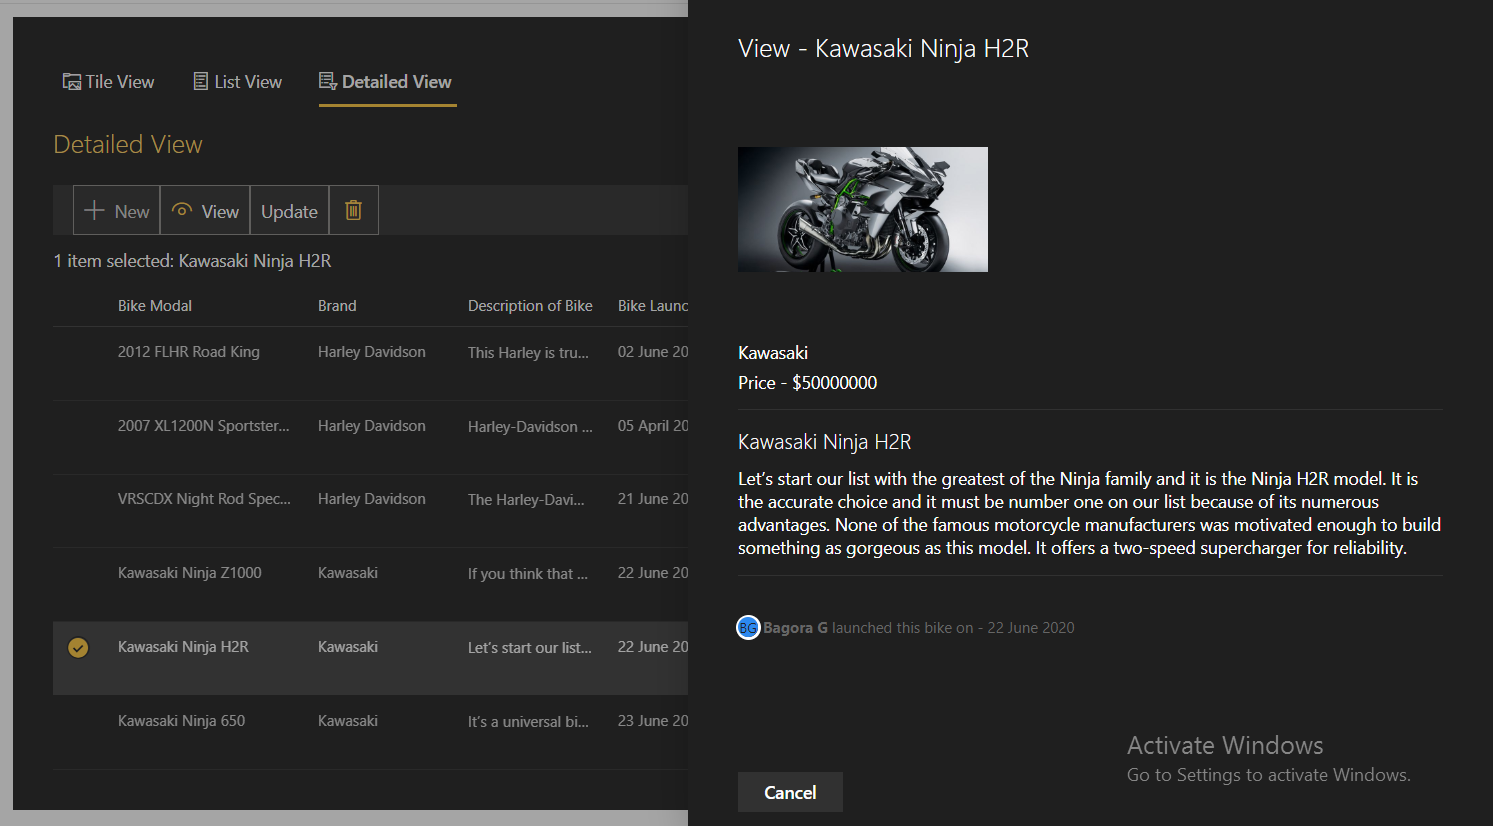 Tile View
List View
Detailed View
Detailed View
New
View
Update
1 item selected: Kawasaki Ninja H2R
Bike Modal Brand Description of Bike Bike Launc
2012 FLHR Road King Harley Davidson This Harley is tru... 02 June 20
2007 XL1200N Sportster... Harley Davidson Harley-Davidson ... 05 April 20
VRSCDX Night Rod Spec... Harley Davidson The Harley-Davi... 21 June 20
Kawasaki Ninja Z1000 Kawasaki If you think that ... 22 June 20
Kawasaki Ninja H2R Kawasaki Let’s start our list... 22 June 20
Kawasaki Ninja 650 Kawasaki It’s a universal bi... 23 June 20
View - Kawasaki Ninja H2R
Kawasaki
Price - $50000000
Kawasaki Ninja H2R
Let’s start our list with the greatest of the Ninja family and it is the Ninja H2R model. It is
the accurate choice and it must be number one on our list because of its numerous
advantages. None of the famous motorcycle manufacturers was motivated enough to build
something as gorgeous as this model. It offers a two-speed supercharger for reliability.
BG Bagora G launched this bike on - 22 June 2020
Activate Windows
Go to Settings to activate Windows.
Cancel